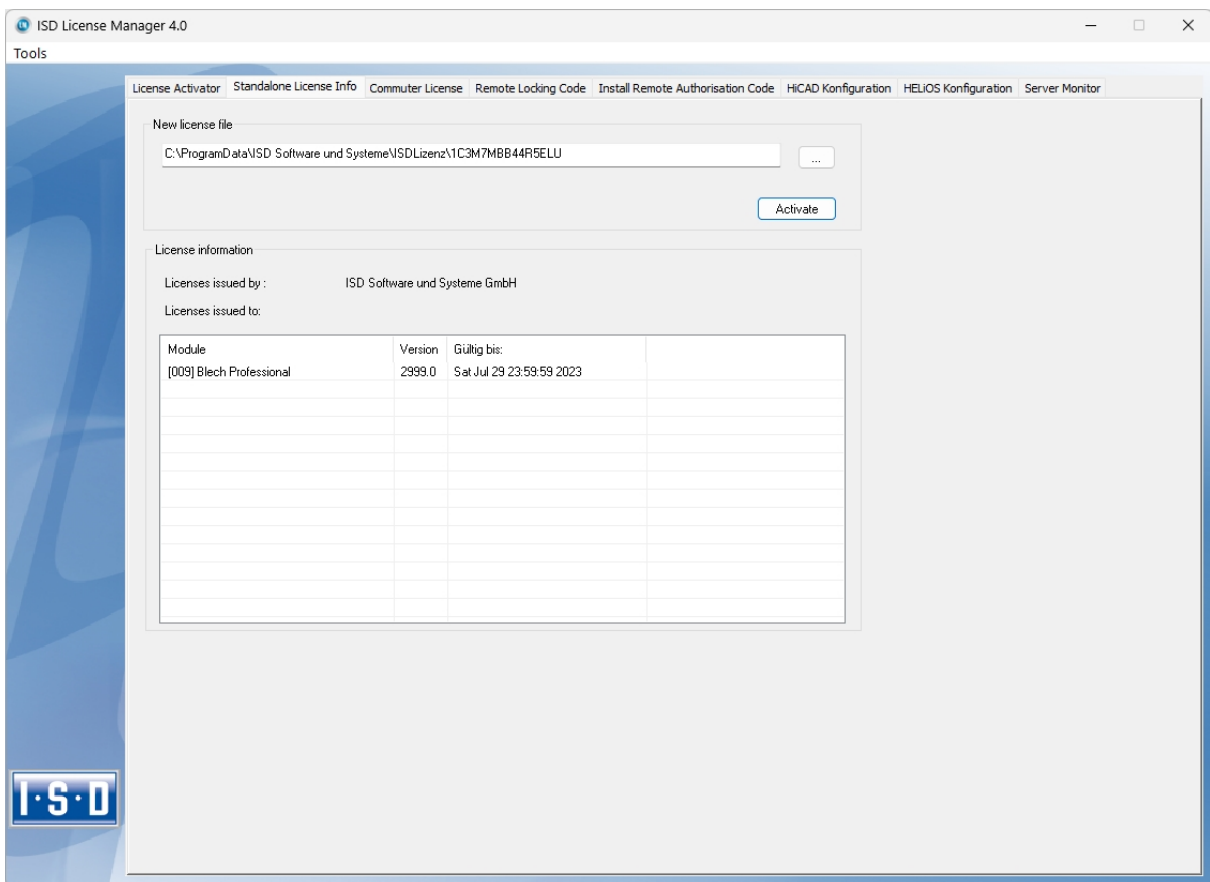 ISD License Manager 4.0
Tools
License Activator Standalone License Info Commuter License Remote Locking Code Install Remote Authorisation Code HiCAD Konfiguration HELiOS Konfiguration Server Monitor
New license file
C:\ProgramData\ISD Software und Systeme\ISDLizenz\1C3M7MBB44R5ELU
...
Activate
License information
Licenses issued by : ISD Software und Systeme GmbH
Licenses issued to:
Module Version Gültig bis:
[009] Blech Professional 2999.0 Sat Jul 29 23:59:59 2023
I·S·D